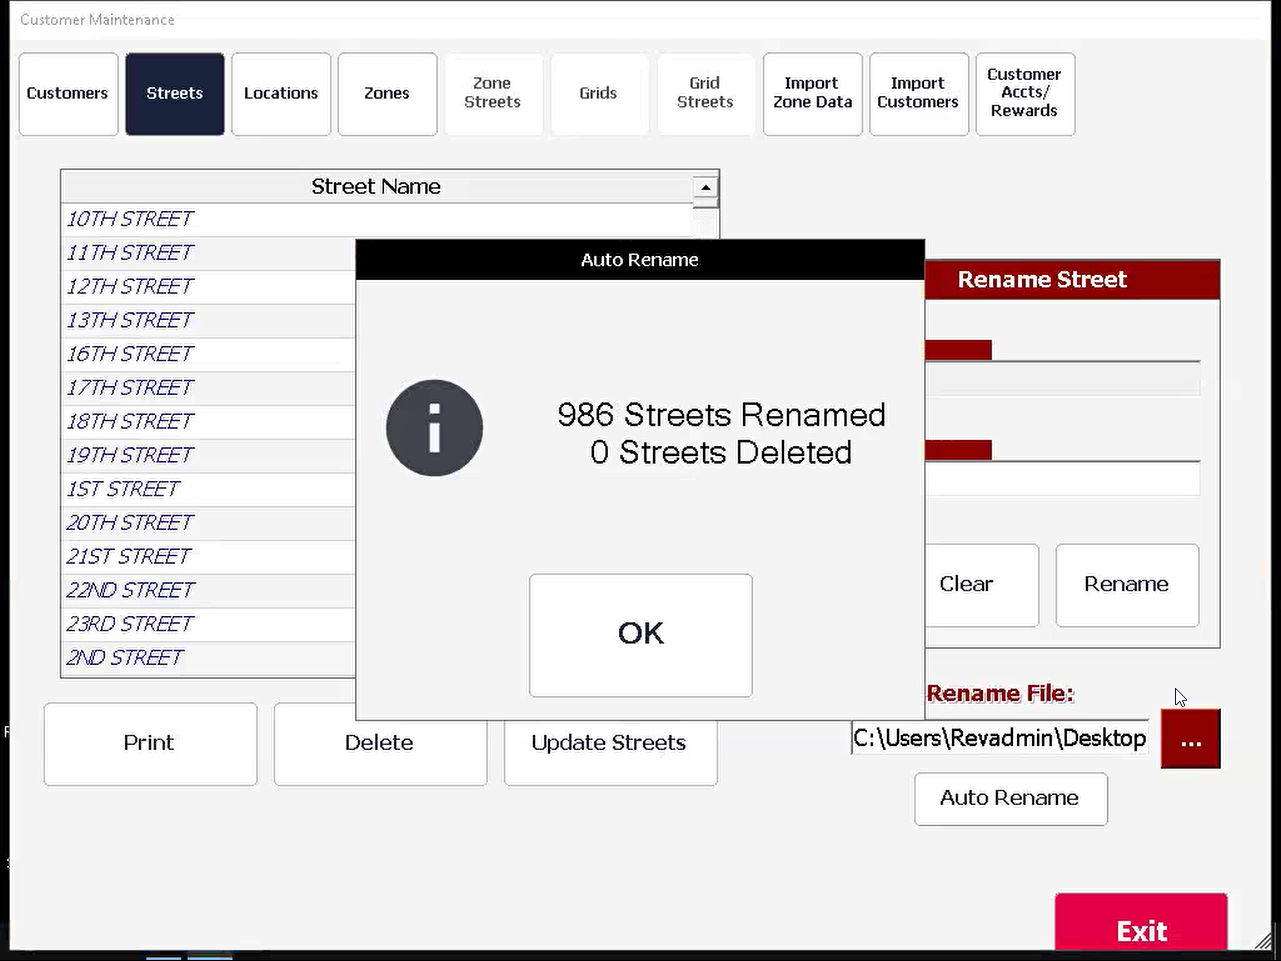 Customer Maintenance
Customers
Streets
Locations
Zones
Zone
Streets
Grids
Grid
Streets
Import
Zone Data
Import
Customers
Customer
Accts/
Rewards
Street Name
10TH STREET
11TH STREET
12TH STREET
13TH STREET
16TH STREET
17TH STREET
18TH STREET
19TH STREET
1ST STREET
20TH STREET
21ST STREET
22ND STREET
23RD STREET
2ND STREET
Auto Rename
986 Streets Renamed
0 Streets Deleted
OK
Rename Street
Clear
Rename
Rename File:
C:\Users\Revadmin\Desktop
...
Auto Rename
Print
Delete
Update Streets
Exit